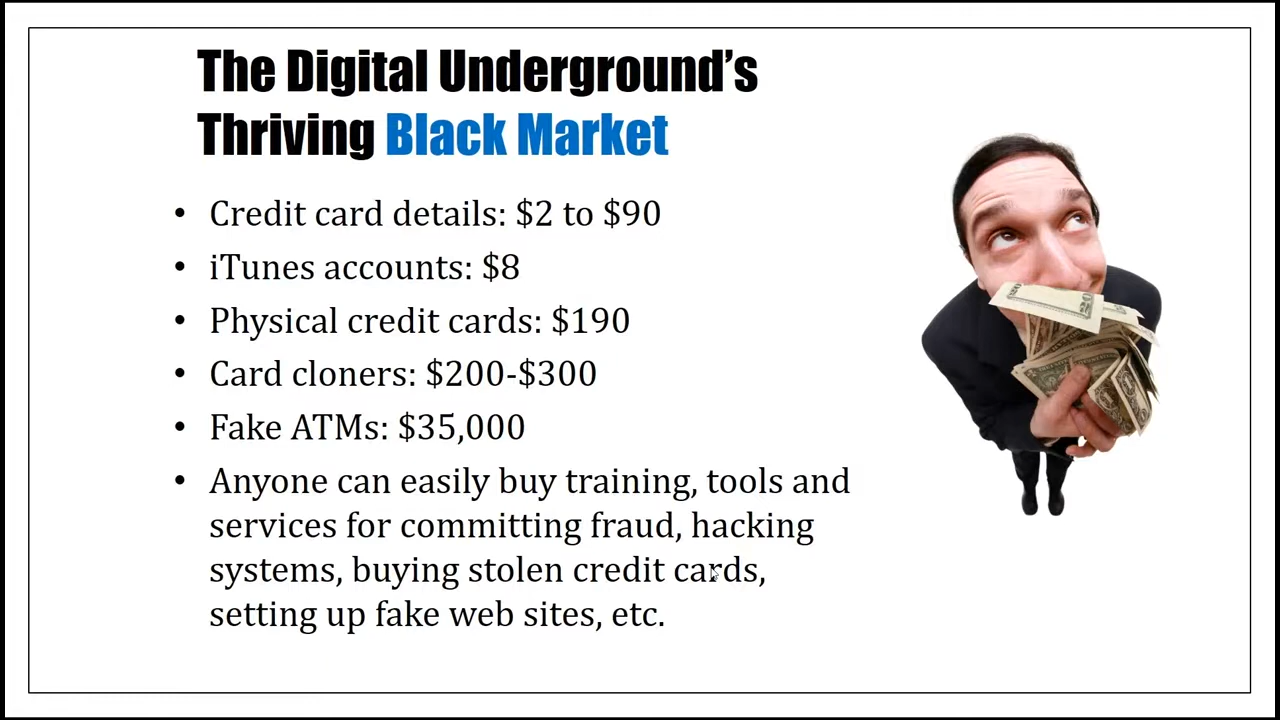 The Digital Underground’s
Thriving Black Market
• Credit card details: $2 to $90
• iTunes accounts: $8
• Physical credit cards: $190
• Card cloners: $200-$300
• Fake ATMs: $35,000
• Anyone can easily buy training, tools and
services for committing fraud, hacking
systems, buying stolen credit cards,
setting up fake web sites, etc.
20